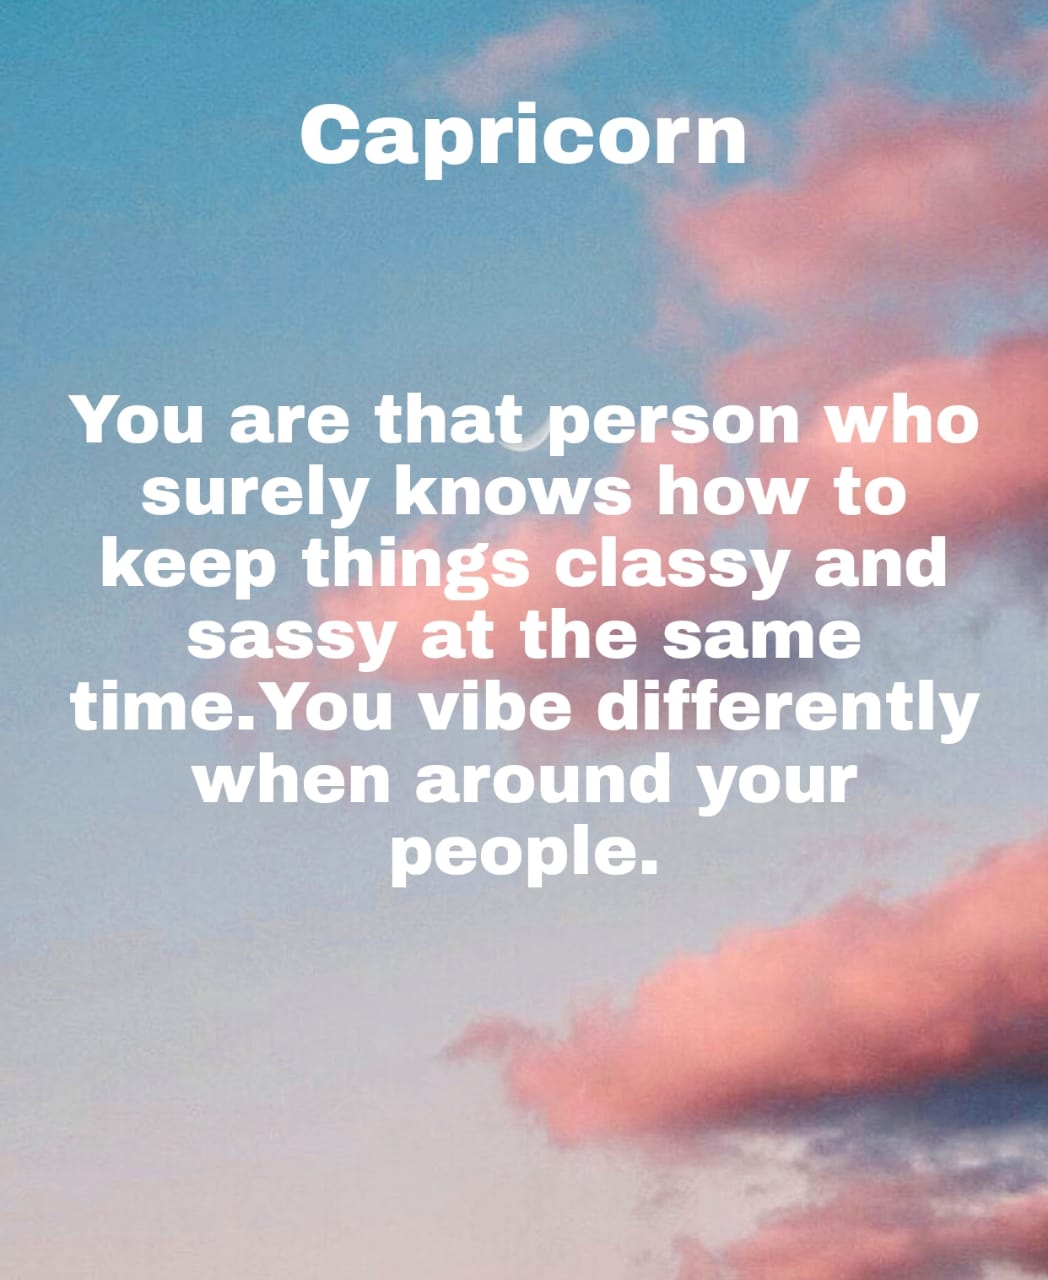 Capricorn
You are that person who
surely knows how to
keep things classy and
sassy at the same
time.You vibe differently
when around your
people.